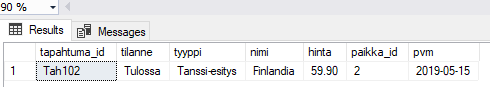 90 %
Results Messages
tapahtuma_id tilanne tyyppi nimi hinta paikka_id pvm
1 Tah102 Tulossa Tanssi-esitys Finlandia 59.90 2 2019-05-15